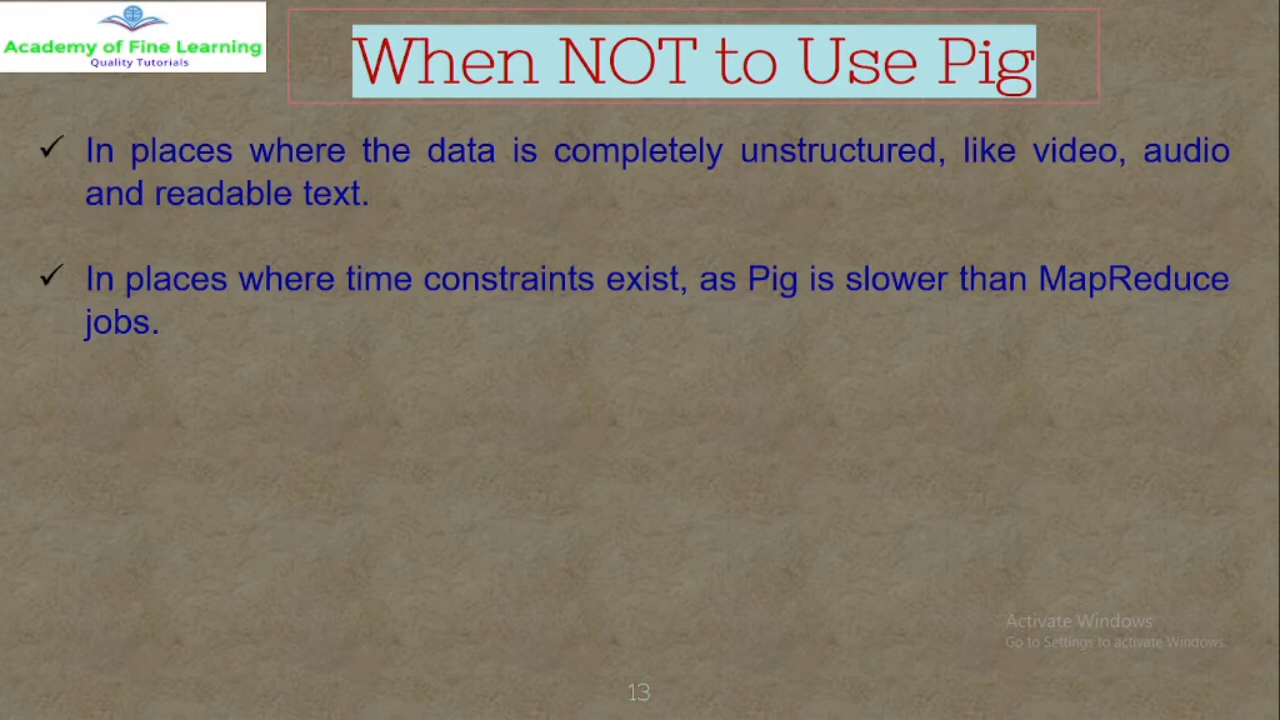 Academy of Fine Learning
Quality Tutorials
When NOT to Use Pig
✓ In places where the data is completely unstructured, like video, audio
and readable text.
✓ In places where time constraints exist, as Pig is slower than MapReduce
jobs.
Activate Windows
Go to Settings to activate Windows.
13